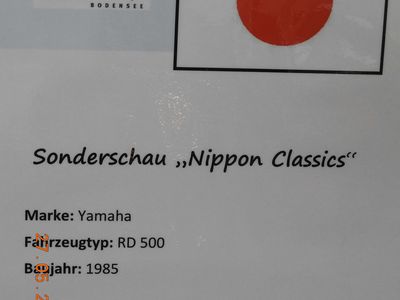 BODENSEE
Sonderschau „Nippon Classics“
Marke: Yamaha
Fahrzeugtyp: RD 500
Baujahr: 1985